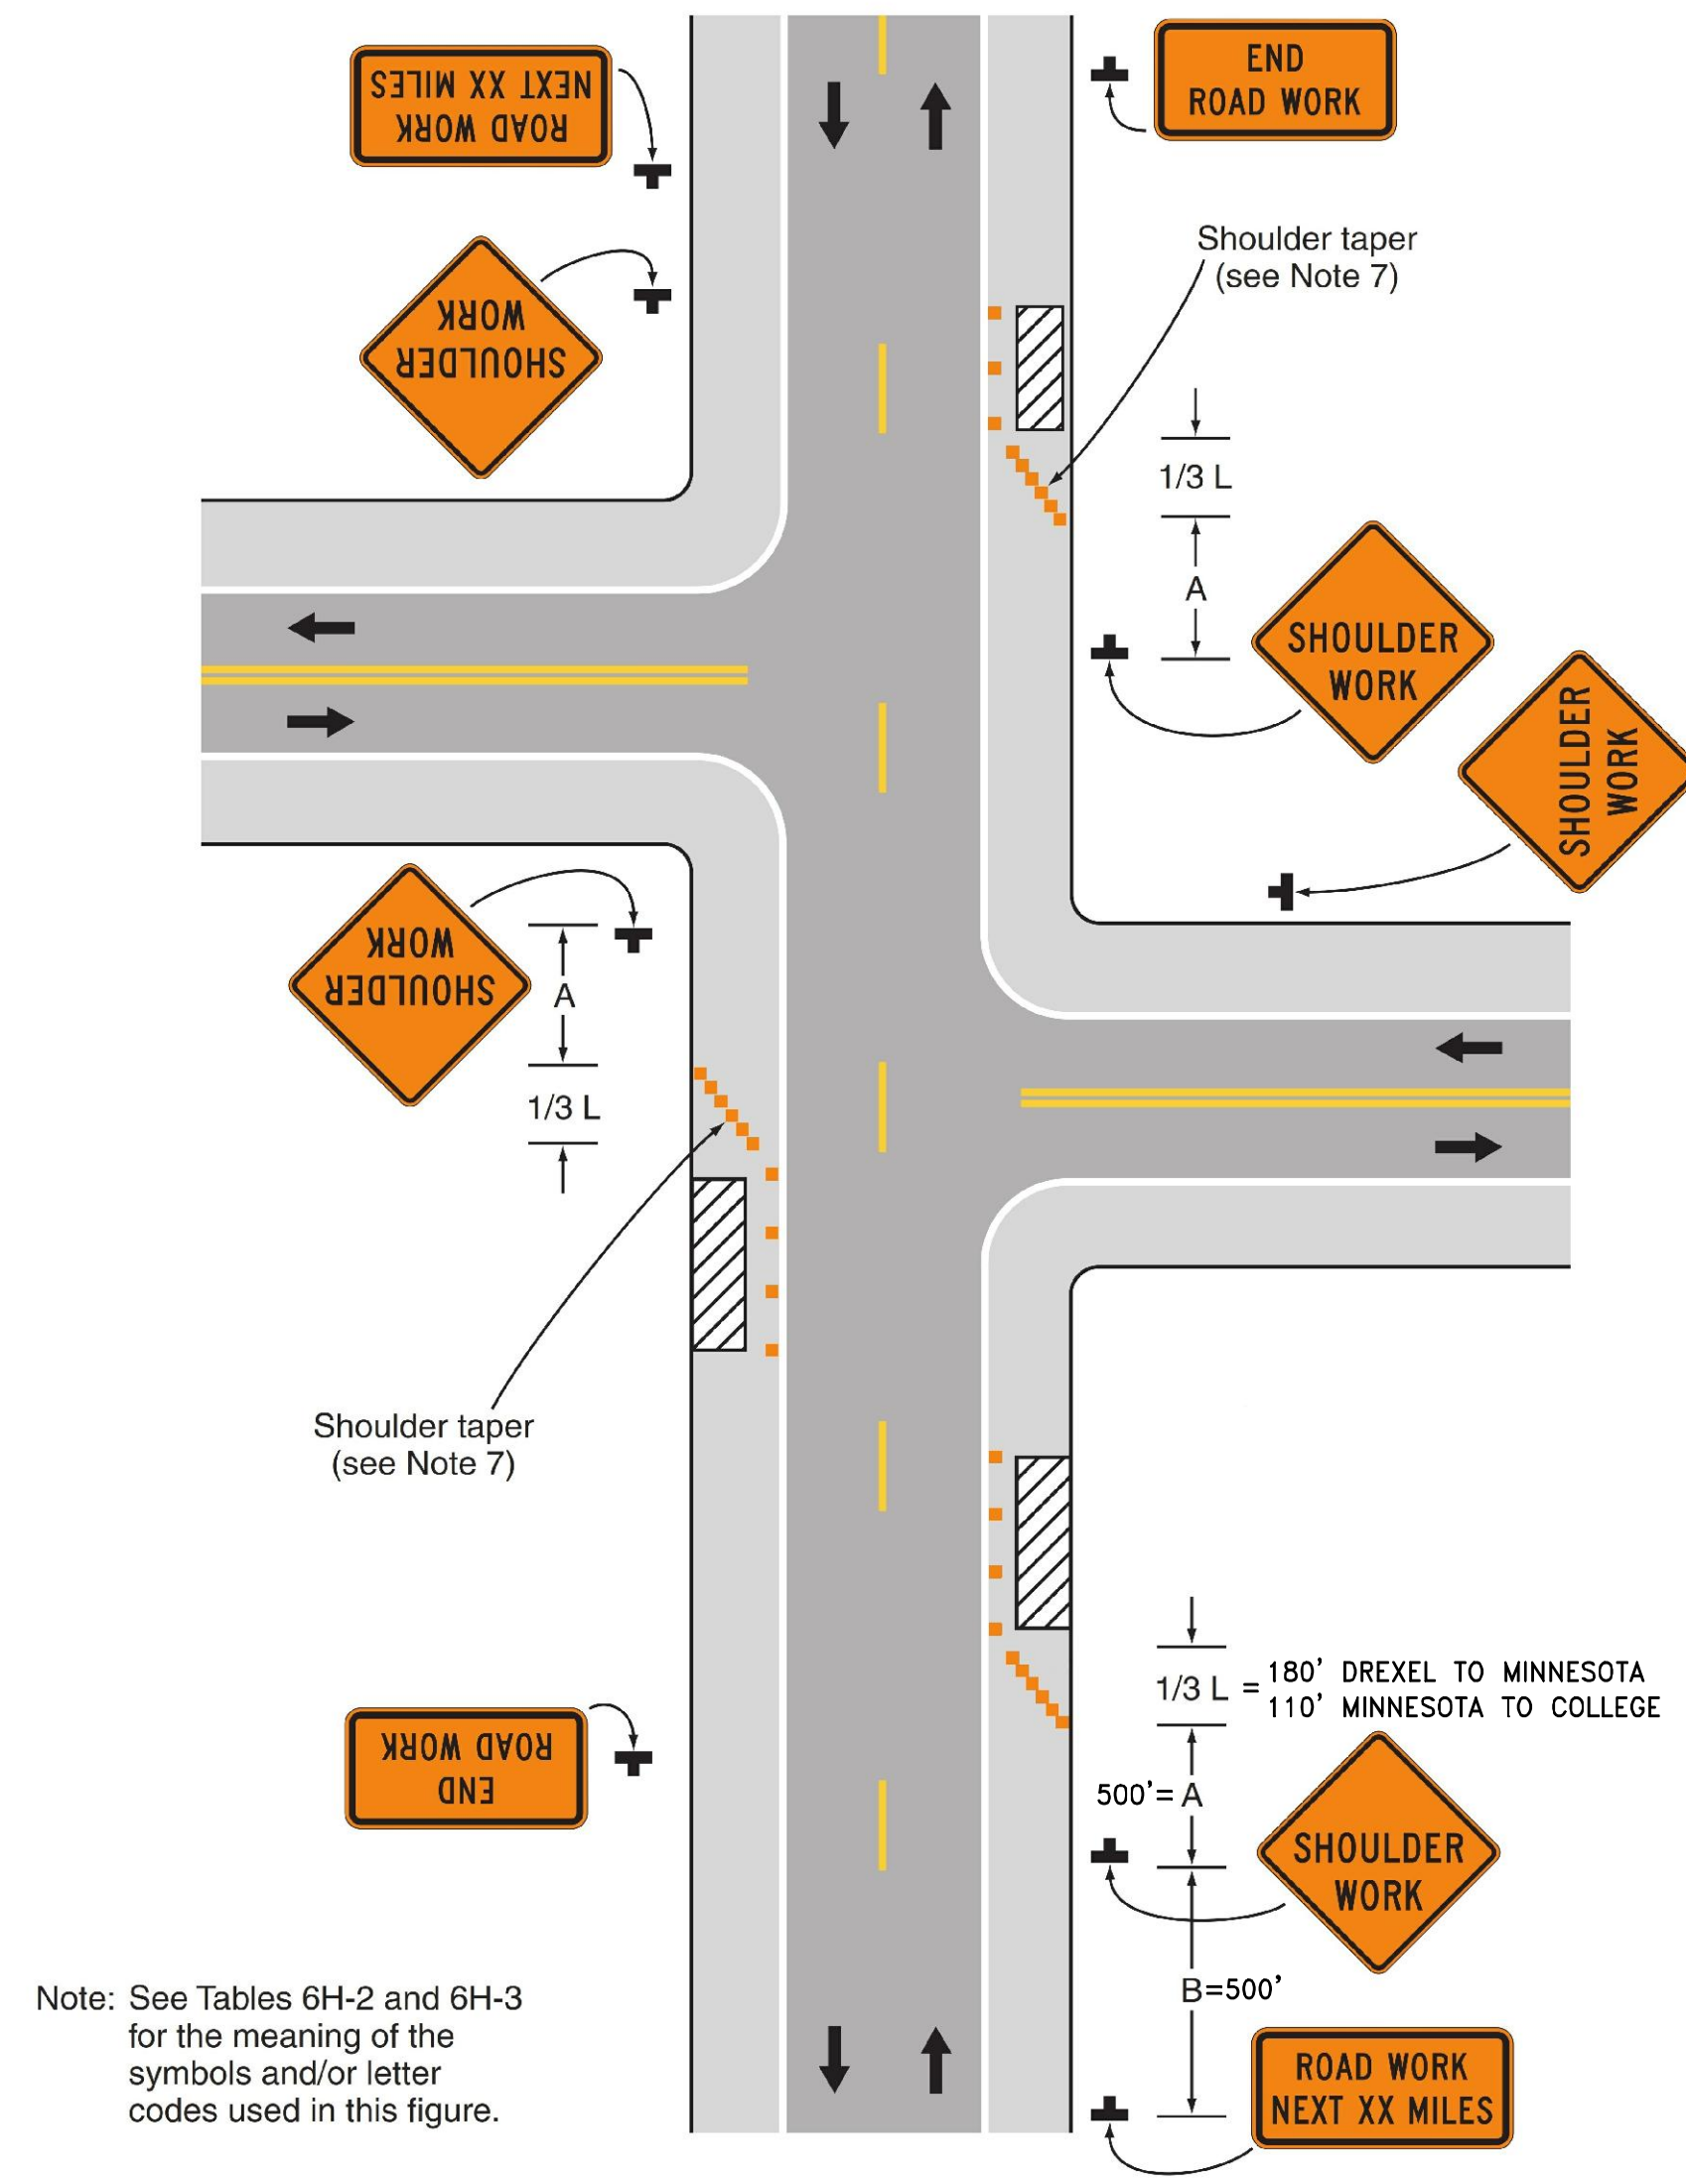 NEXT XX MILES
ROAD WORK
END
ROAD WORK
SHOULDER
WORK
Shoulder taper
(see Note 7)
1/3 L
A
SHOULDER
WORK
SHOULDER
WORK
SHOULDER
WORK
A
1/3 L
Shoulder taper
(see Note 7)
1/3 L = 180' DREXEL TO MINNESOTA
110' MINNESOTA TO COLLEGE
END
ROAD WORK
500'= A
SHOULDER
WORK
B=500'
Note: See Tables 6H-2 and 6H-3
for the meaning of the
symbols and/or letter
codes used in this figure.
ROAD WORK
NEXT XX MILES